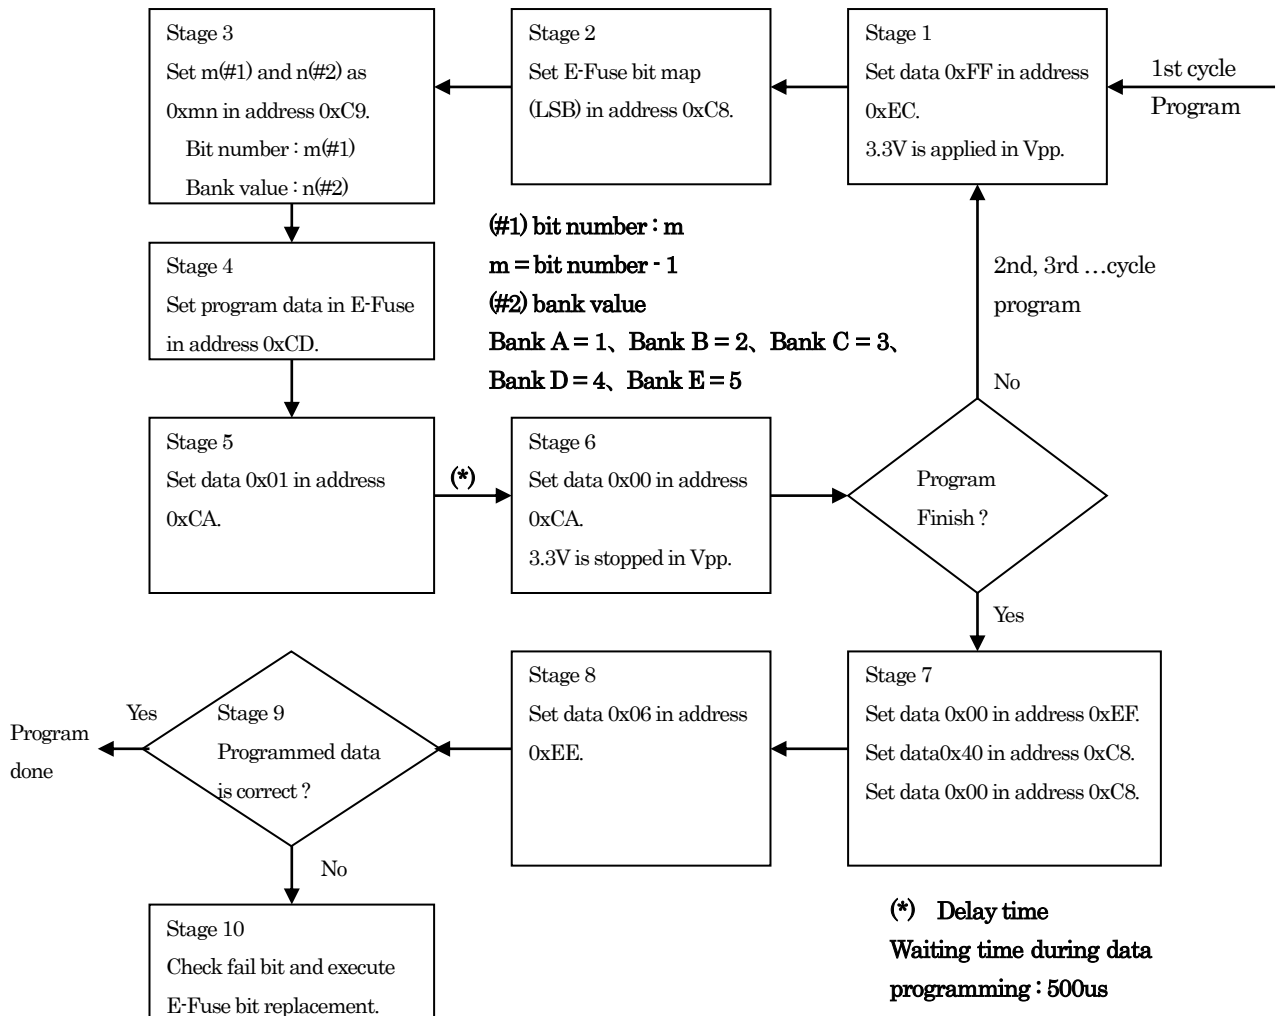 Stage 3
Set m(#1) and n(#2) as
0xmn in address 0xC9.
Bit number : m(#1)
Bank value : n(#2)
Stage 2
Set E-Fuse bit map
(LSB) in address 0xC8.
Stage 1
Set data 0xFF in address
0xEC.
3.3V is applied in Vpp.
1st cycle
Program
(#1) bit number : m
m = bit number - 1
(#2) bank value
Bank A = 1、Bank B = 2、Bank C = 3、
Bank D = 4、Bank E = 5
2nd, 3rd …cycle
program
No
Stage 4
Set program data in E-Fuse
in address 0xCD.
Stage 5
Set data 0x01 in address
0xCA.
(*)
Stage 6
Set data 0x00 in address
0xCA.
3.3V is stopped in Vpp.
Program
Finish ?
Yes
Stage 7
Set data 0x00 in address 0xEF.
Set data0x40 in address 0xC8.
Set data 0x00 in address 0xC8.
Stage 8
Set data 0x06 in address
0xEE.
Stage 9
Programmed data
is correct ?
Yes
Program
done
No
Stage 10
Check fail bit and execute
E-Fuse bit replacement.
(*) Delay time
Waiting time during data
programming : 500us